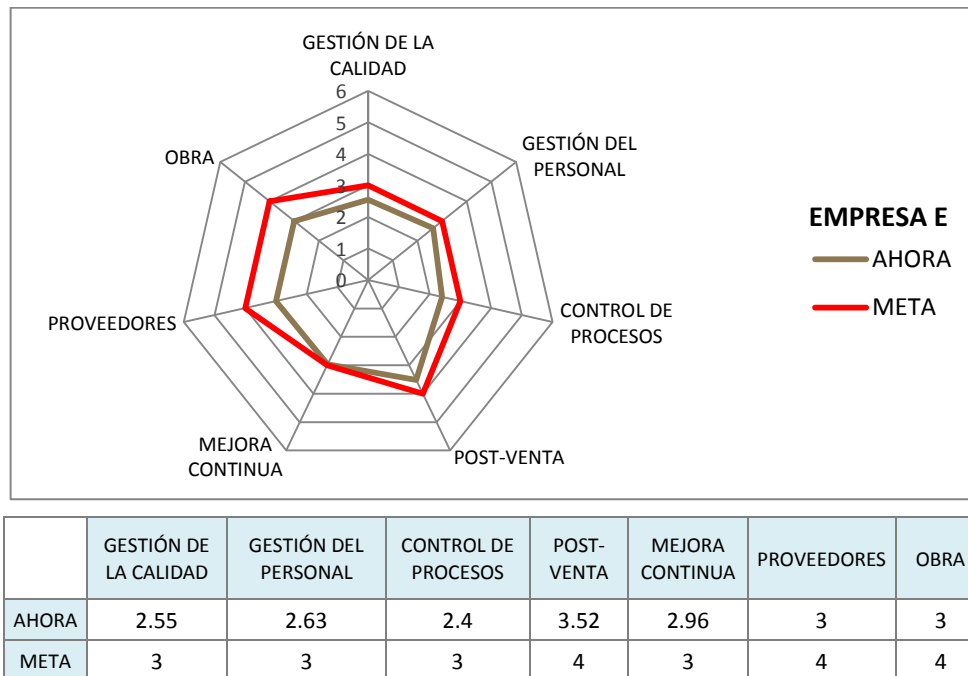 GESTIÓN DE LA
CALIDAD
6
5
4
3
2
1
0
GESTIÓN DEL
PERSONAL
CONTROL DE
PROCESOS
POST-VENTA
MEJORA
CONTINUA
PROVEEDORES
OBRA
EMPRESA E
AHORA
META
GESTIÓN DE
LA CALIDAD
GESTIÓN DEL
PERSONAL
CONTROL DE
PROCESOS
POST-
VENTA
MEJORA
CONTINUA
PROVEEDORES
OBRA
AHORA 2.55 2.63 2.4 3.52 2.96 3 3
META 3 3 3 4 3 4 4